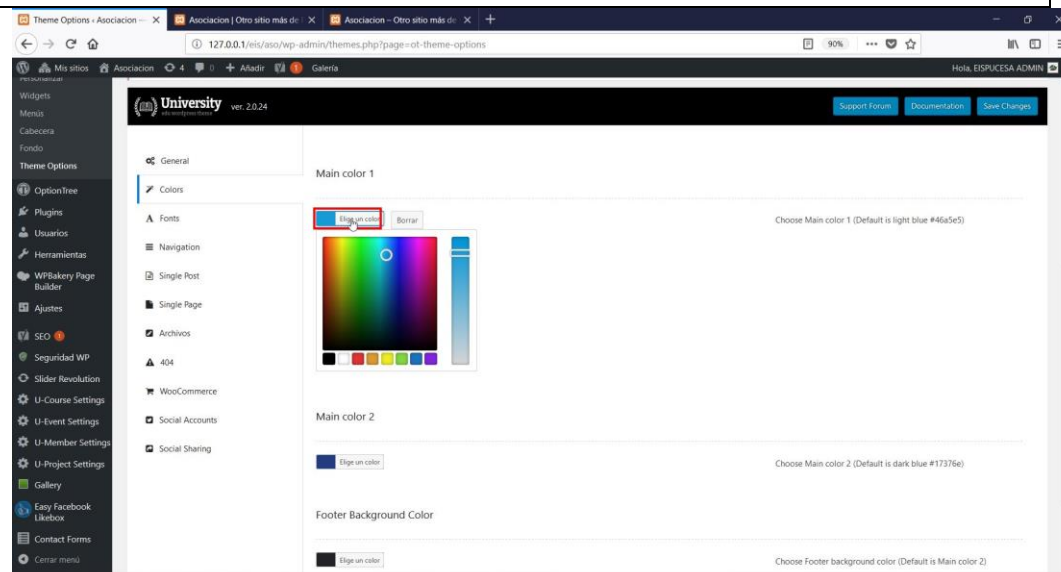 Theme Options ‹ Asociacion —
Asociacion | Otro sitio más de
Asociacion – Otro sitio más de
127.0.0.1/eis/aso/wp-admin/themes.php?page=ot-theme-options
90%
Mis sitios Asociacion 4 0 Añadir 1 Galería Hola, EISPUCESA ADMIN
Personalizar
Widgets
Menús
Cabecera
Fondo
Theme Options
OptionTree
Plugins
Usuarios
Herramientas
WPBakery Page
Builder
Ajustes
SEO 1
Seguridad WP
Slider Revolution
U-Course Settings
U-Event Settings
U-Member Settings
U-Project Settings
Gallery
Easy Facebook
Likebox
Contact Forms
Cerrar menú
University ver. 2.0.24
edu wordpress theme
Support Forum Documentation Save Changes
General
Colors
Fonts
Navigation
Single Post
Single Page
Archivos
404
WooCommerce
Social Accounts
Social Sharing
Main color 1
Elige un color Borrar
Choose Main color 1 (Default is light blue #46a5e5)
Main color 2
Elige un color
Choose Main color 2 (Default is dark blue #17376e)
Footer Background Color
Elige un color
Choose Footer background color (Default is Main color 2)